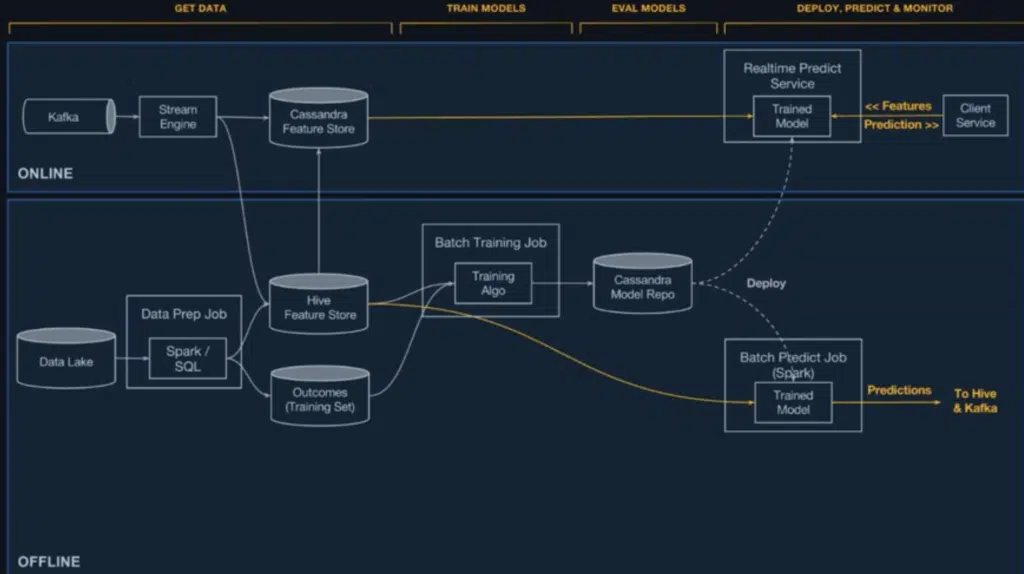 GET DATA
TRAIN MODELS
EVAL MODELS
DEPLOY, PREDICT & MONITOR
Kafka
Stream
Engine
Cassandra
Feature Store
Realtime Predict
Service
Trained
Model
<< Features
Prediction >>
Client
Service
ONLINE
Data Lake
Data Prep Job
Spark /
SQL
Hive
Feature Store
Outcomes
(Training Set)
Batch Training Job
Training
Algo
Cassandra
Model Repo
Deploy
Batch Predict Job
(Spark)
Trained
Model
Predictions
To Hive
& Kafka
OFFLINE